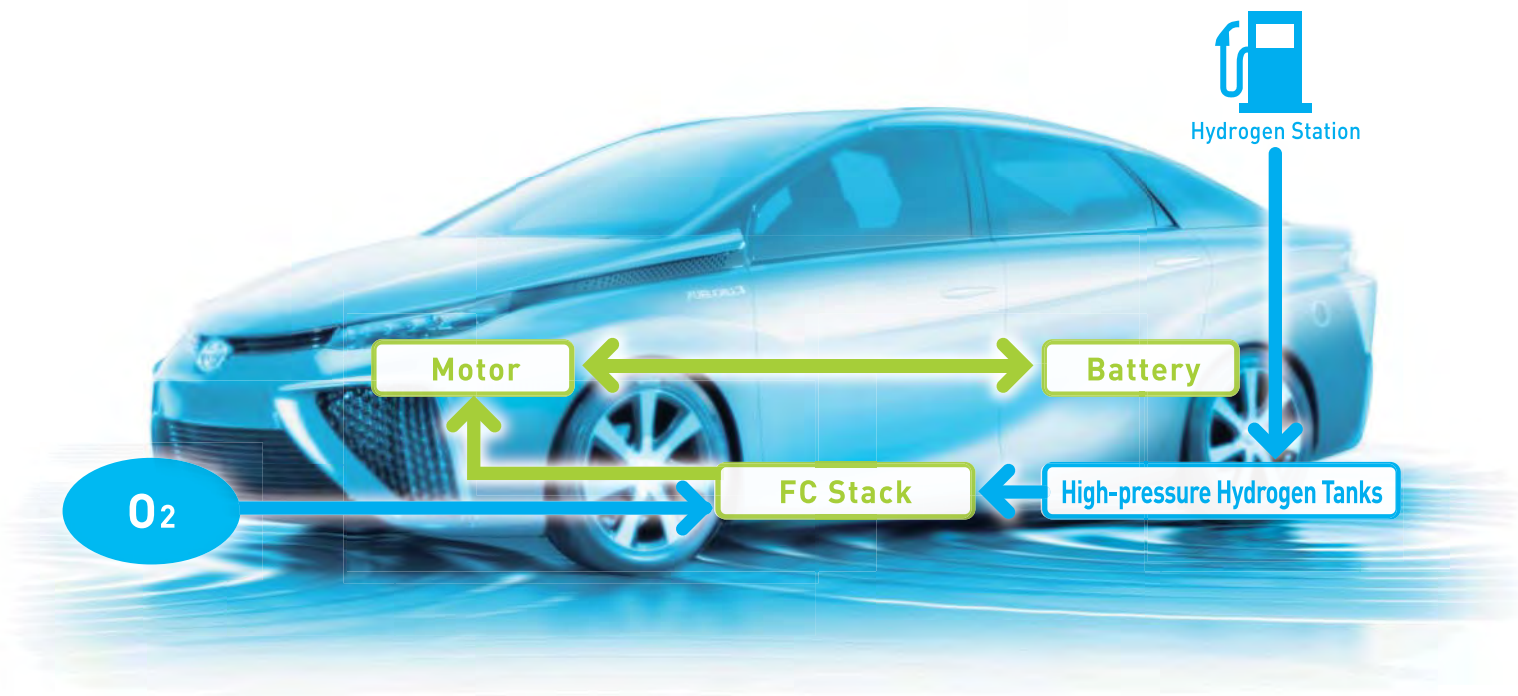 Hydrogen Station
Motor
Battery
O2
FC Stack
High-pressure Hydrogen Tanks